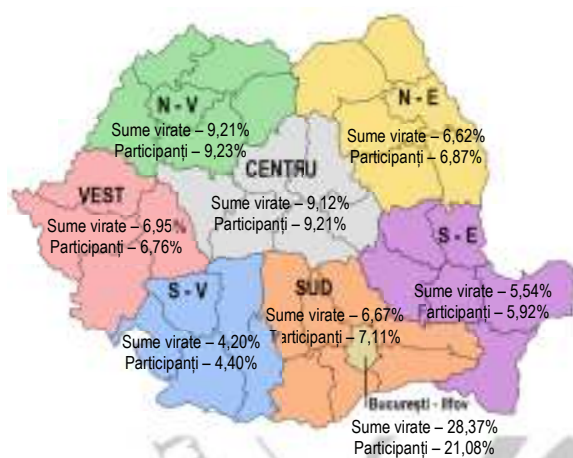 N - V
Sume virate – 9,21%
Participanți – 9,23%
N - E
Sume virate – 6,62%
Participanți – 6,87%
CENTRU
Sume virate – 9,12%
Participanți – 9,21%
VEST
Sume virate – 6,95%
Participanți – 6,76%
S - E
Sume virate – 5,54%
Participanți – 5,92%
S - V
Sume virate – 4,20%
Participanți – 4,40%
SUD
Sume virate – 6,67%
'articipanți – 7,11%
București - Ilfov
Sume virate – 28,37%
Participanți – 21,08%